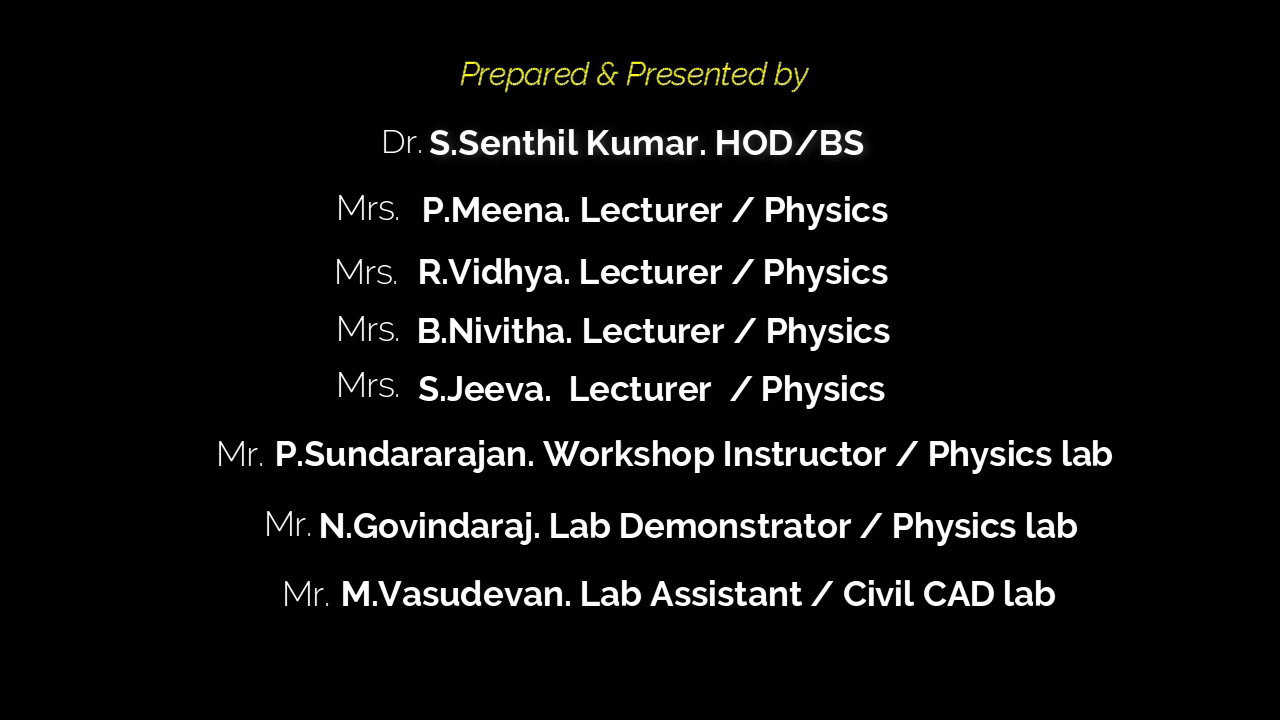 Prepared & Presented by
Dr. S.Senthil Kumar. HOD/BS
Mrs. P.Meena. Lecturer / Physics
Mrs. R.Vidhya. Lecturer / Physics
Mrs. B.Nivitha. Lecturer / Physics
Mrs. S.Jeeva. Lecturer / Physics
Mr. P.Sundararajan. Workshop Instructor / Physics lab
Mr. N.Govindaraj. Lab Demonstrator / Physics lab
Mr. M.Vasudevan. Lab Assistant / Civil CAD lab